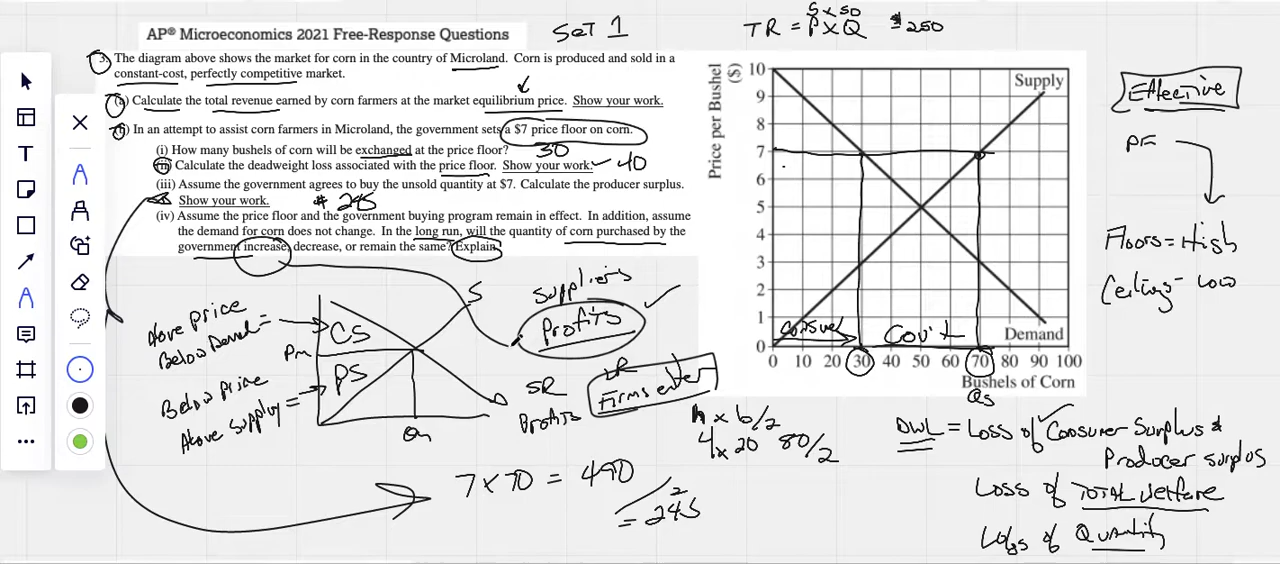 AP® Microeconomics 2021 Free-Response Questions
SET 1
TR = P x Q $250
5 x 50
3. The diagram above shows the market for corn in the country of Microland. Corn is produced and sold in a
constant-cost, perfectly competitive market.
(a) Calculate the total revenue earned by corn farmers at the market equilibrium price. Show your work.
(b) In an attempt to assist corn farmers in Microland, the government sets a $7 price floor on corn.
(i) How many bushels of corn will be exchanged at the price floor? 30
(ii) Calculate the deadweight loss associated with the price floor. Show your work. 40
(iii) Assume the government agrees to buy the unsold quantity at $7. Calculate the producer surplus.
Show your work. $ 245
(iv) Assume the price floor and the government buying program remain in effect. In addition, assume
the demand for corn does not change. In the long run, will the quantity of corn purchased by the
government increase, decrease, or remain the same? Explain.
Price per Bushel
($)
10
9
8
7
6
5
4
3
2
1
0
Supply
Demand
Gov't
0 10 20 30 40 50 60 70 80 90 100
Bushels of Corn
Qs
Effective
PF
Floors = High
Ceiling = Low
Above price
Below Demand =
Below price
Above supply =
Pm
CS
PS
S
Qm
Suppliers
Profits
SR
Profits
LR
Firms enter
h x b/2
4 x 20 80/2
7 x 70 = 490
2
= 245
DWL = Loss of Consumer Surplus &
Producer surplus
Loss of TOTAL welfare
Loss of Quantity